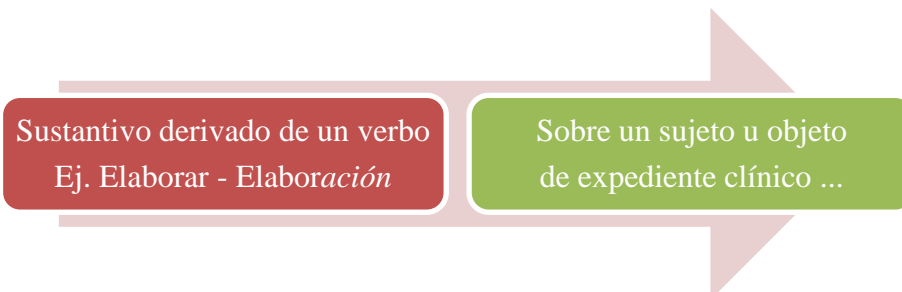 Sustantivo derivado de un verbo
Ej. Elaborar - Elaboración
Sobre un sujeto u objeto
de expediente clínico ...